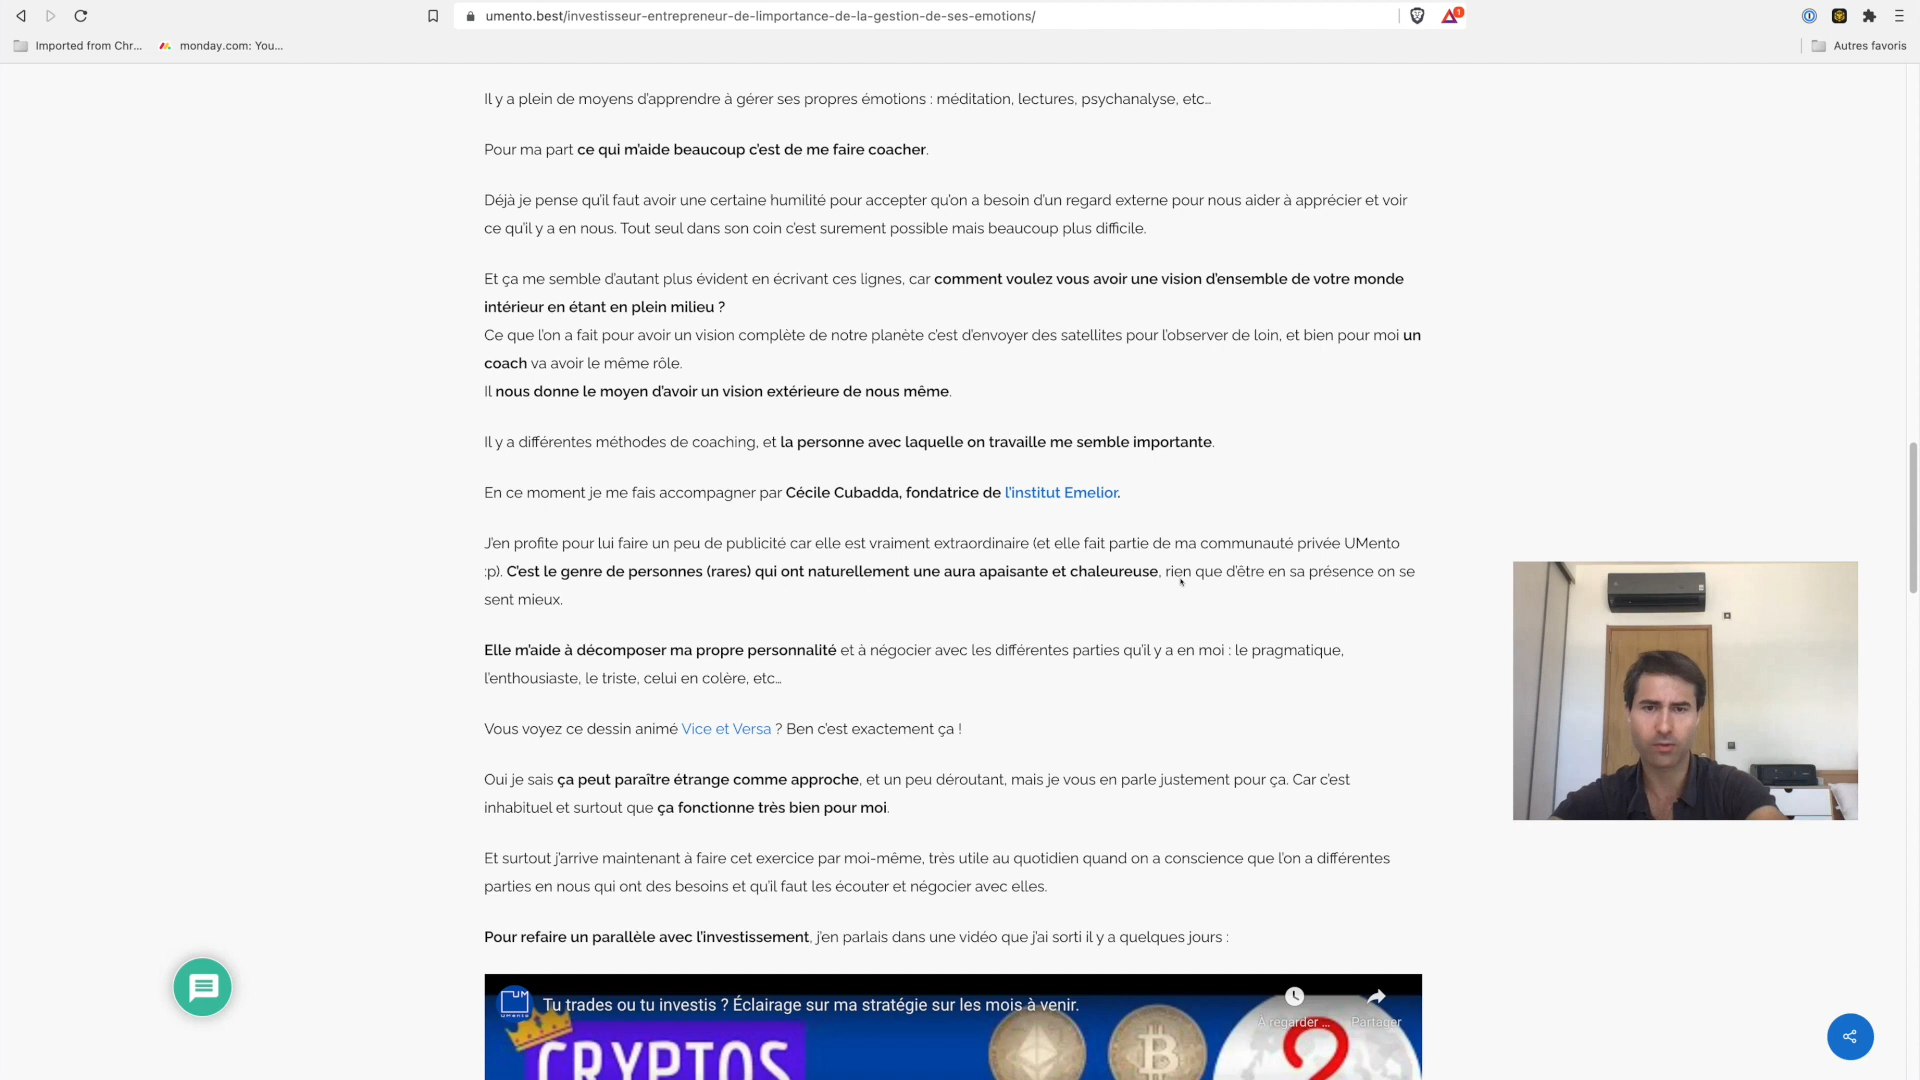 umento.best/investisseur-entrepreneur-de-limportance-de-la-gestion-de-ses-emotions/
1
Imported from Chr...
monday.com: You...
Autres favoris
Il y a plein de moyens d'apprendre à gérer ses propres émotions : méditation, lectures, psychanalyse, etc…
Pour ma part ce qui m'aide beaucoup c'est de me faire coacher.
Déjà je pense qu'il faut avoir une certaine humilité pour accepter qu'on a besoin d'un regard externe pour nous aider à apprécier et voir
ce qu'il y a en nous. Tout seul dans son coin c'est surement possible mais beaucoup plus difficile.
Et ça me semble d'autant plus évident en écrivant ces lignes, car comment voulez vous avoir une vision d'ensemble de votre monde
intérieur en étant en plein milieu ?
Ce que l'on a fait pour avoir un vision complète de notre planète c'est d'envoyer des satellites pour l'observer de loin, et bien pour moi un
coach va avoir le même rôle.
Il nous donne le moyen d'avoir un vision extérieure de nous même.
Il y a différentes méthodes de coaching, et la personne avec laquelle on travaille me semble importante.
En ce moment je me fais accompagner par Cécile Cubadda, fondatrice de l'institut Emelior.
J'en profite pour lui faire un peu de publicité car elle est vraiment extraordinaire (et elle fait partie de ma communauté privée UMento
:p). C'est le genre de personnes (rares) qui ont naturellement une aura apaisante et chaleureuse, rien que d'être en sa présence on se
sent mieux.
Elle m'aide à décomposer ma propre personnalité et à négocier avec les différentes parties qu'il y a en moi : le pragmatique,
l'enthousiaste, le triste, celui en colère, etc…
Vous voyez ce dessin animé Vice et Versa ? Ben c'est exactement ça !
Oui je sais ça peut paraître étrange comme approche, et un peu déroutant, mais je vous en parle justement pour ça. Car c'est
inhabituel et surtout que ça fonctionne très bien pour moi.
Et surtout j'arrive maintenant à faire cet exercice par moi-même, très utile au quotidien quand on a conscience que l'on a différentes
parties en nous qui ont des besoins et qu'il faut les écouter et négocier avec elles.
Pour refaire un parallèle avec l'investissement, j'en parlais dans une vidéo que j'ai sorti il y a quelques jours :
UM
umento
Tu trades ou tu investis ? Éclairage sur ma stratégie sur les mois à venir.
À regarder ...
Partager
CRYPTOS
?